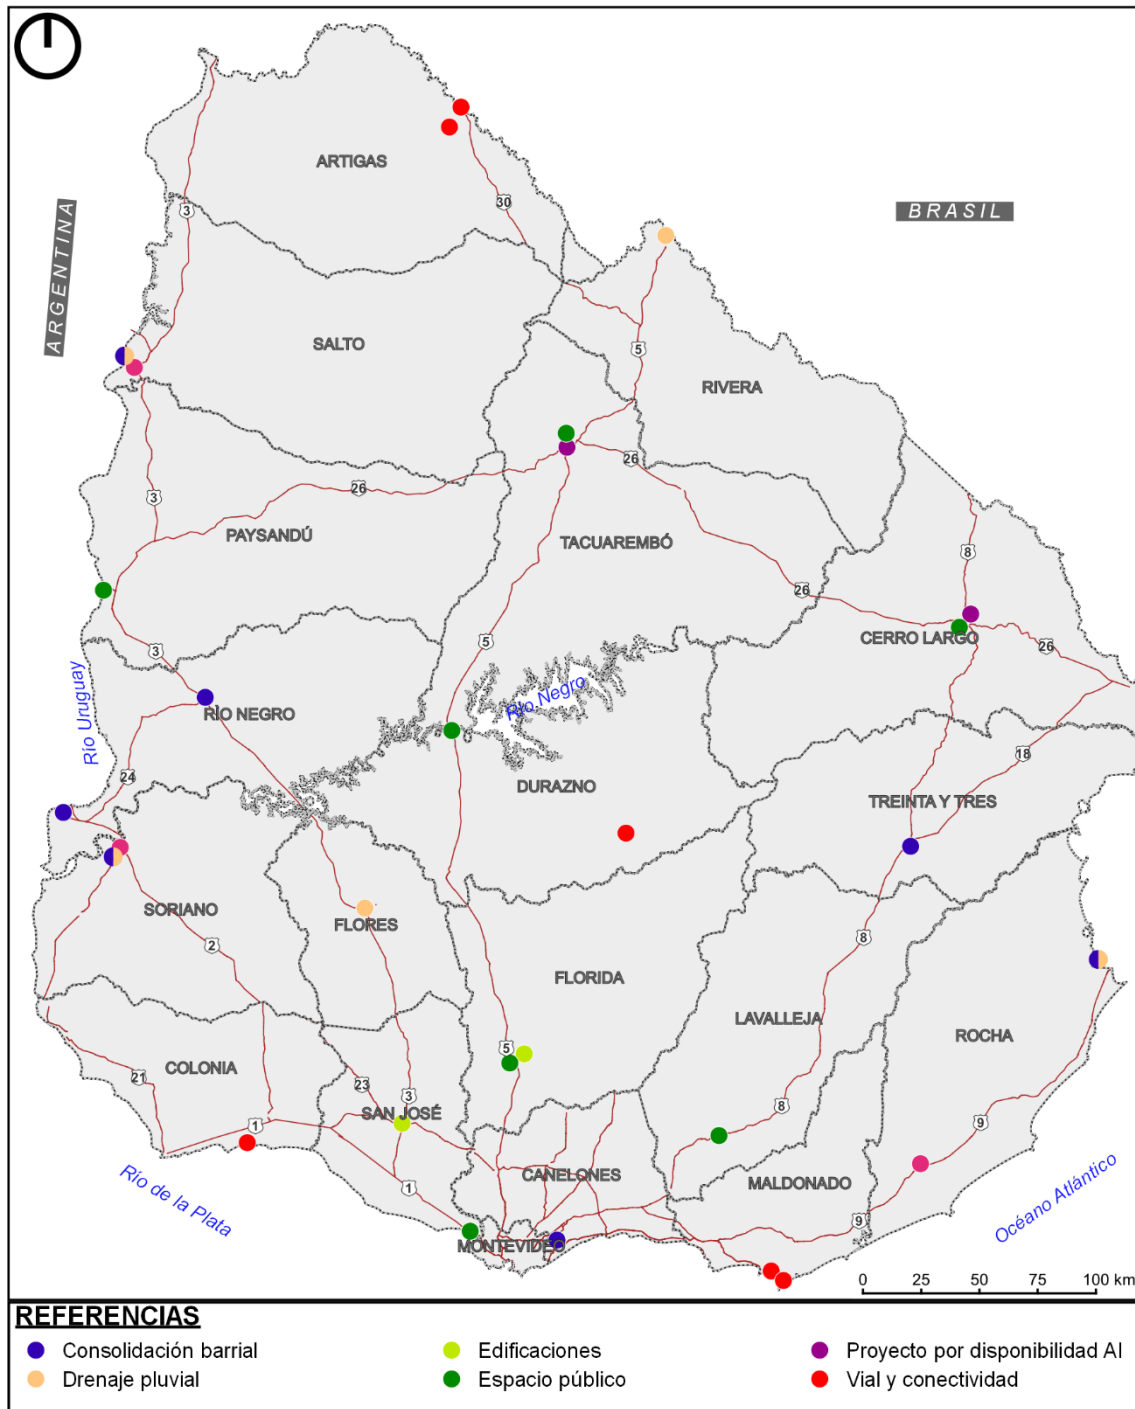 ARTIGAS
30
3
BRASIL
ARGENTINA
SALTO
5
RIVERA
26
26
3
PAYSANDÚ
TACUAREMBÓ
8
26
CERRO LARGO
26
5
3
Río Uruguay
Río Negro
RÍO NEGRO
24
DURAZNO
18
TREINTA Y TRES
SORIANO
FLORES
2
8
FLORIDA
LAVALLEJA
ROCHA
5
COLONIA
21
23
3
SAN JOSÉ
1
8
9
CANELONES
MALDONADO
1
Río de la Plata
9
MONTEVIDEO
Océano Atlántico
0 25 50 75 100 km
REFERENCIAS
Consolidación barrial
Edificaciones
Proyecto por disponibilidad AI
Drenaje pluvial
Espacio público
Vial y conectividad